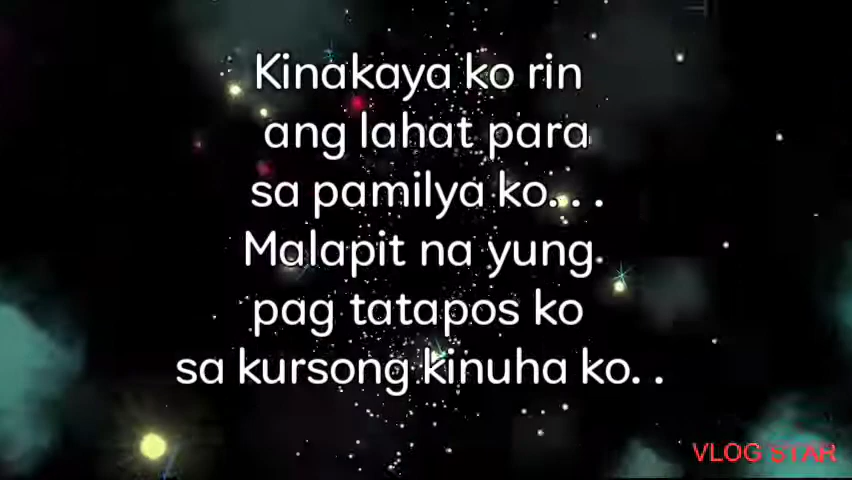 Kinakaya ko rin
ang lahat para
sa pamilya ko. . .
Malapit na yung
pag tatapos ko
sa kursong kinuha ko. .
VLOG STAR